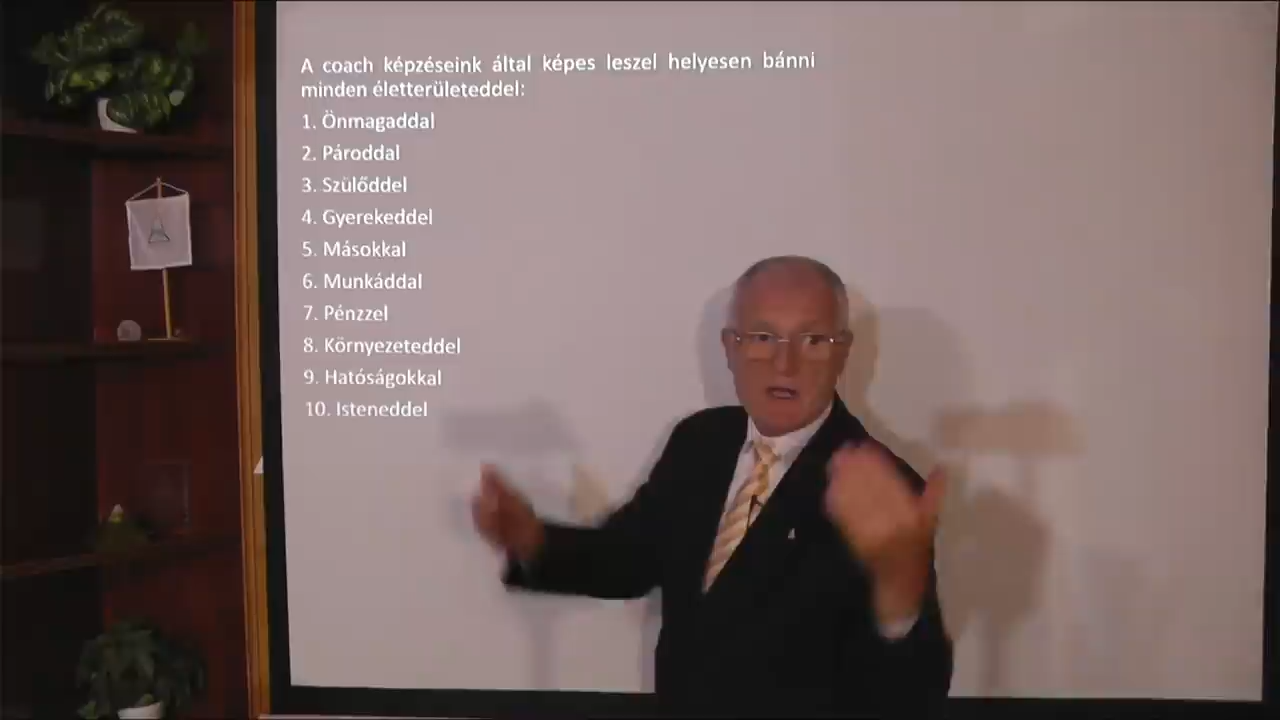 A coach képzéseink által képes leszel helyesen bánni
minden életterületeddel:
1. Önmagaddal
2. Pároddal
3. Szülőddel
4. Gyerekeddel
5. Másokkal
6. Munkáddal
7. Pénzzel
8. Környezeteddel
9. Hatóságokkal
10. Isteneddel